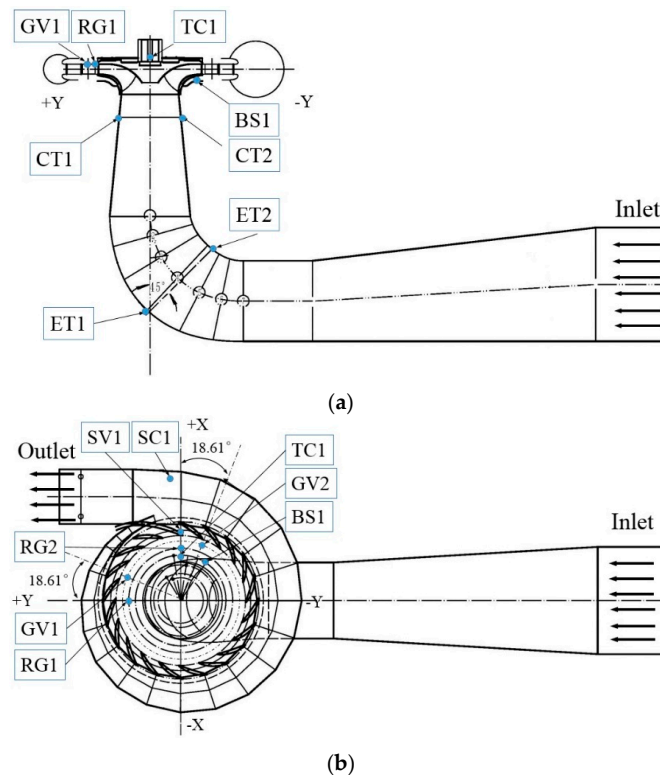 GV1 RG1 TC1
+Y -Y
BS1
CT1 CT2
ET2
Inlet
45°
ET1
(a)
+X
SV1 SC1 18.61°
Outlet TC1
GV2
BS1
Inlet
RG2
18.61°
+Y -Y
GV1
RG1
-X
(b)